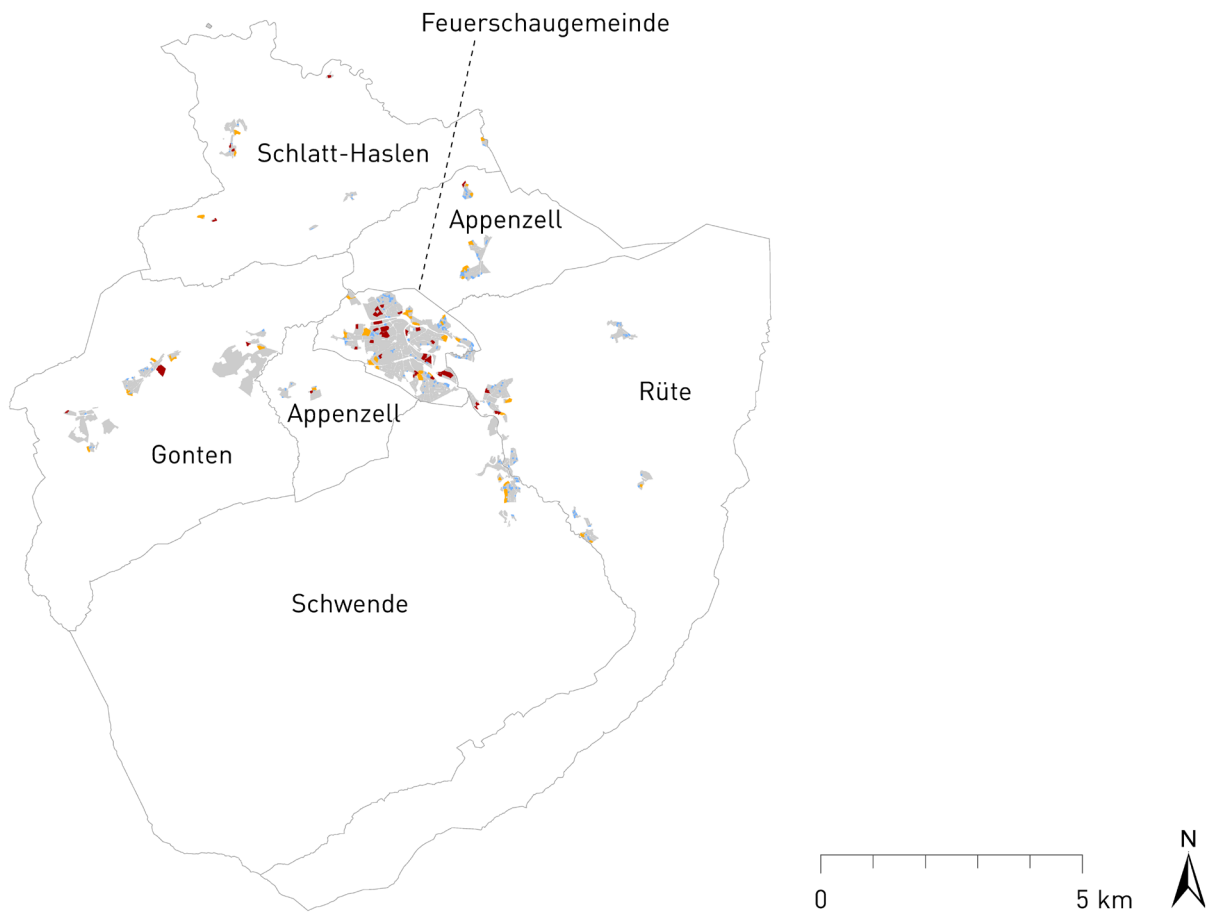 Feuerschaugemeinde
Schlatt-Haslen
Appenzell
Rüte
Appenzell
Gonten
Schwende
N
0
5 km